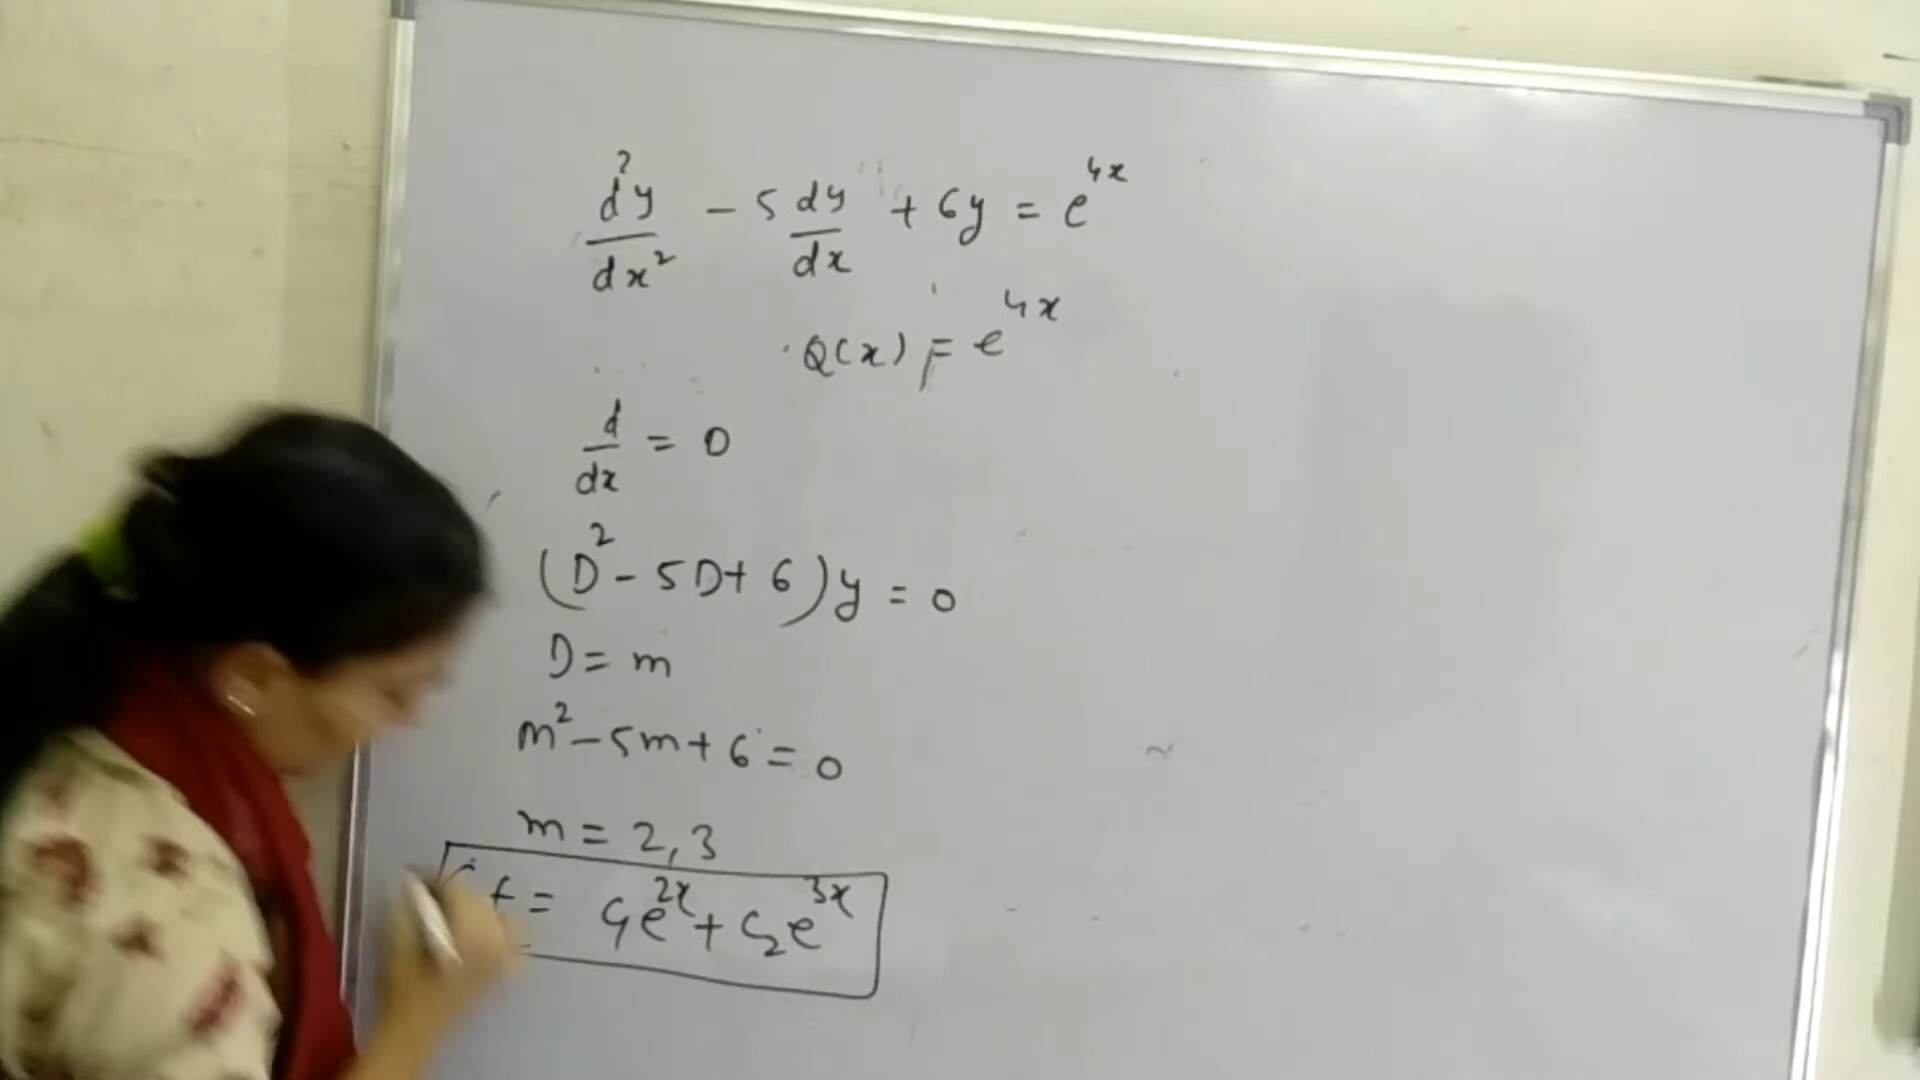 d²y/dx² - 5 dy/dx + 6y = e^4x
Q(x) = e^4x
d/dx = D
(D² - 5D + 6)y = 0
D = m
m² - 5m + 6 = 0
m = 2, 3
f = C₁e^2x + C₂e^3x